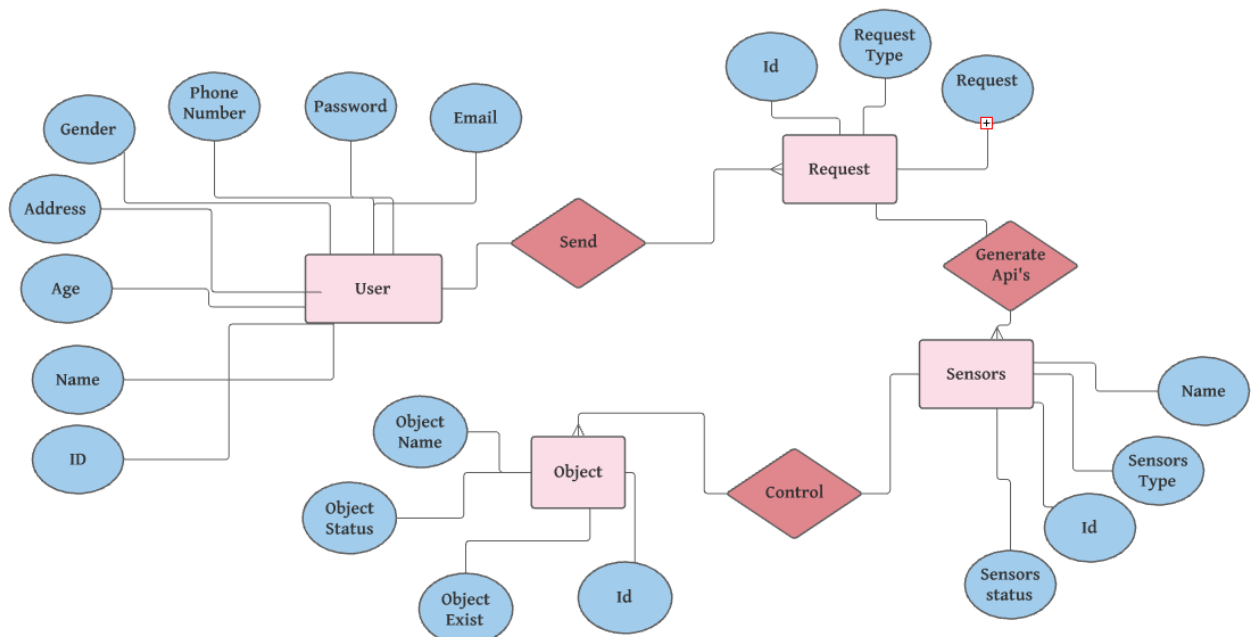 Id
Request
Type
Request
Phone
Number
Password
Email
Gender
Request
Address
Send
Generate
Api's
Age
User
Name
Sensors
Name
Object
Name
ID
Object
Control
Sensors
Type
Object
Status
Id
Sensors
status
Object
Exist
Id